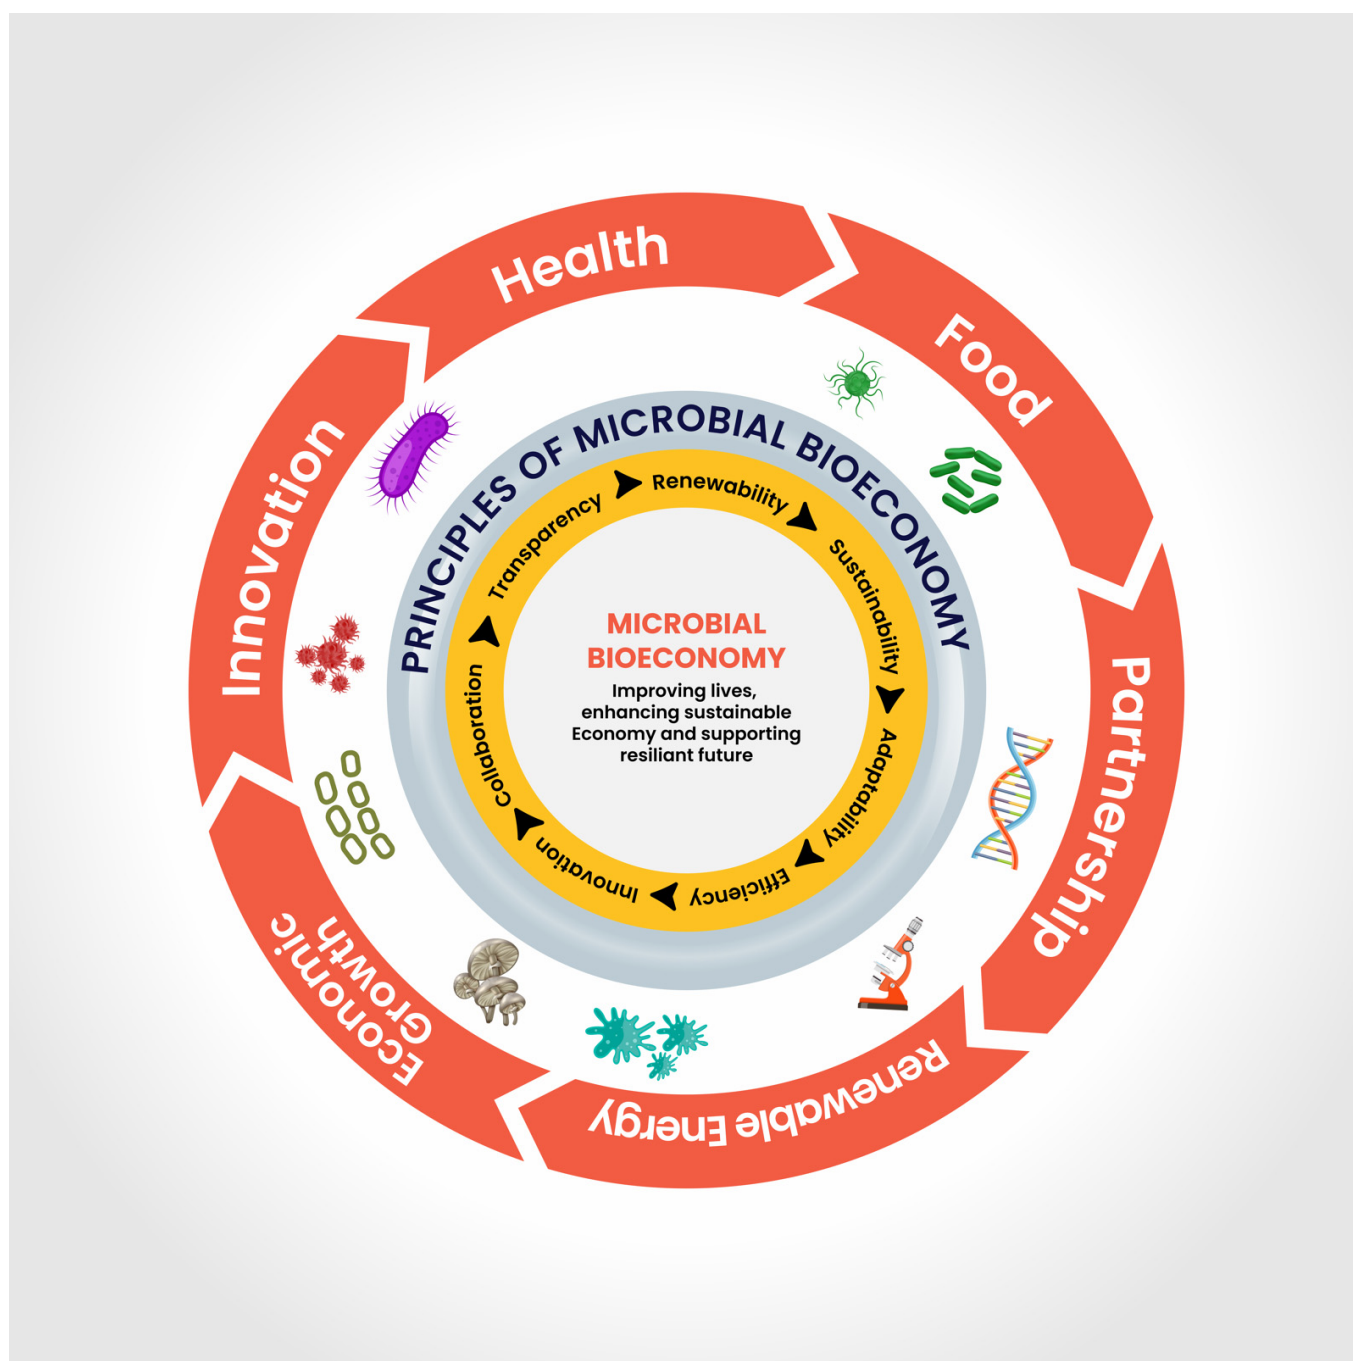 Health
Food
Partnership
Renewable Energy
Economic
Growth
Innovation
PRINCIPLES OF MICROBIAL BIOECONOMY
Renewability
Sustainability
Adaptability
Efficiency
Innovation
Collaboration
Transparency
MICROBIAL
BIOECONOMY
Improving lives,
enhancing sustainable
Economy and supporting
resiliant future